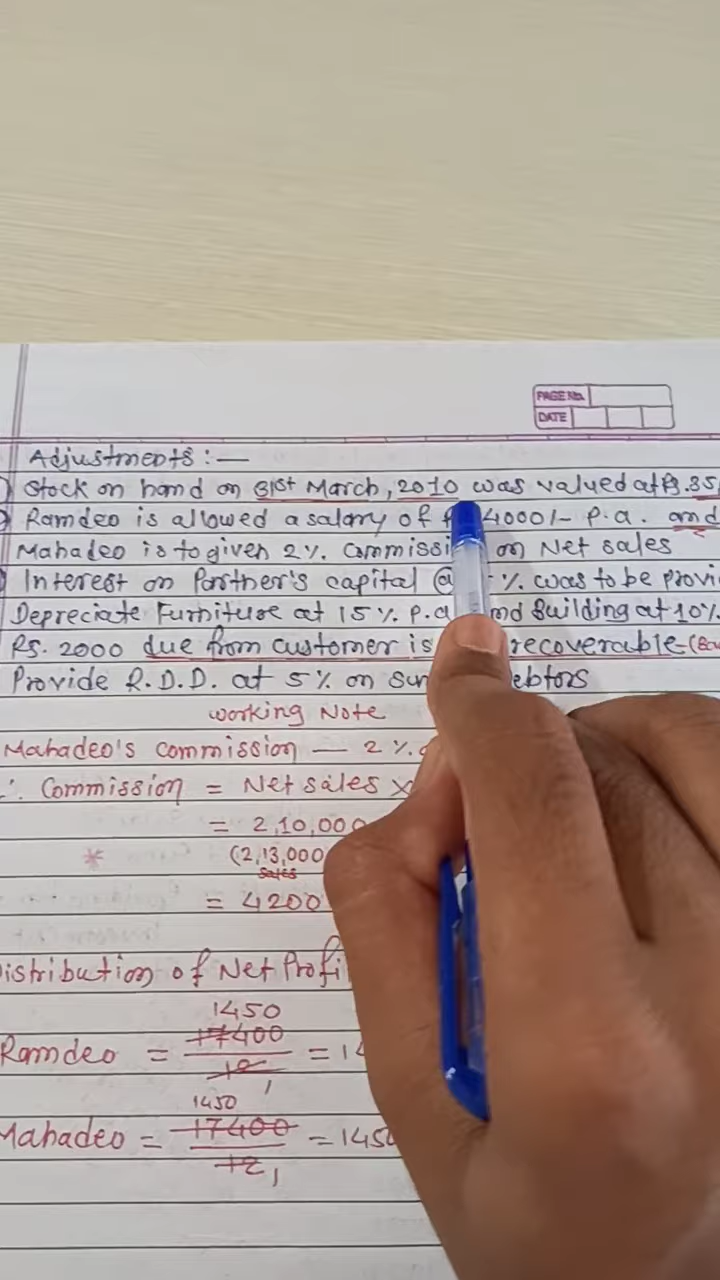 PAGE No.
DATE
Adjustments :-
Stock on hand on 31st March, 2010 was valued at Rs. 35
Ramdeo is allowed a salary of 4000/- p.a. and
Mahadeo is to given 2% commissi on Net sales
Interest on Partner's capital @ % was to be provi
Depreciate Furniture at 15% p.a and Building at 10%
Rs. 2000 due from customer is recoverable-(Ba
Provide R.D.D. at 5% on Sun ebtors
Working Note
Mahadeo's commission — 2%
∴ Commission = Net sales ×
= 2,10,000
* (2,13,000
sales
= 4200
istribution of Net Profi
1450
Ramdeo = 17400/12 1 = 14
1450
Mahadeo = 17400/12 1 = 1450